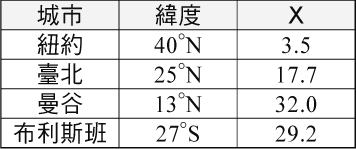 城市 緯度 X
紐約 40°N 3.5
臺北 25°N 17.7
曼谷 13°N 32.0
布利斯班 27°S 29.2